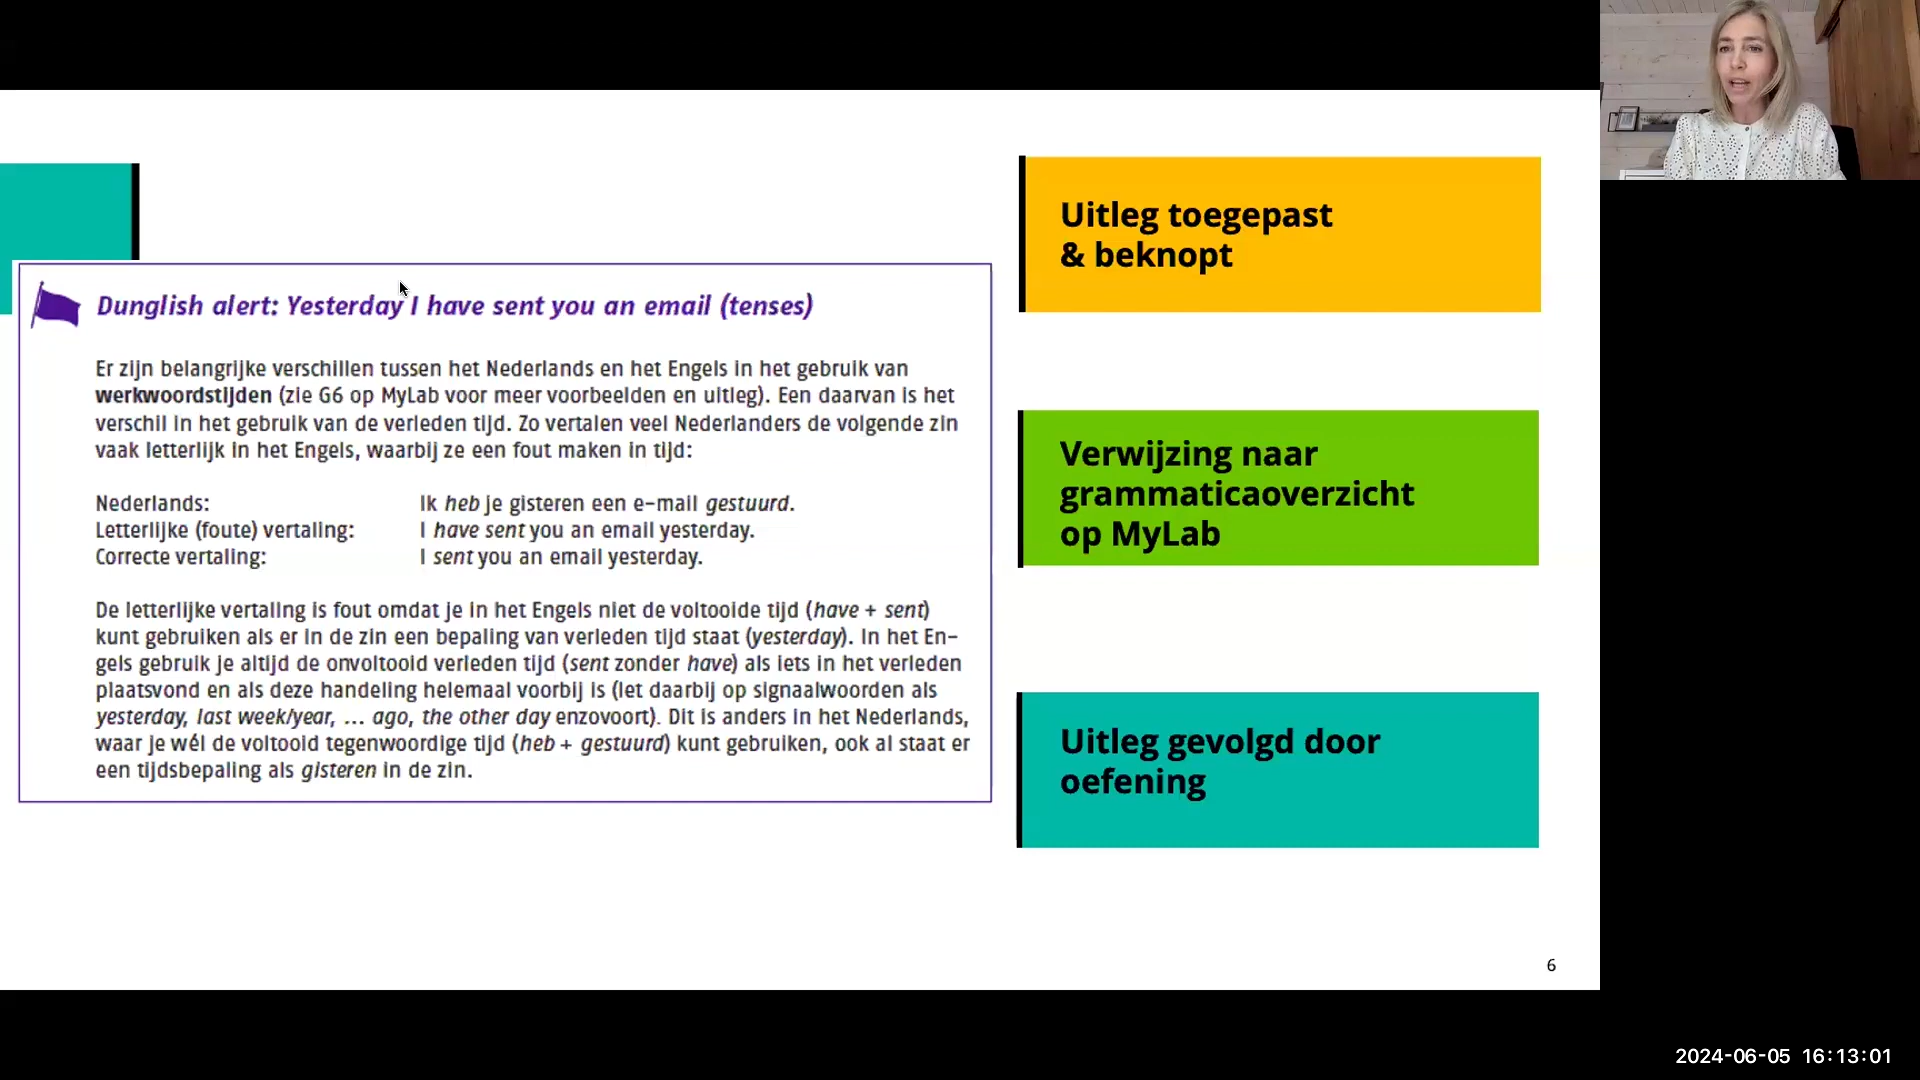 Dunglish alert: Yesterday I have sent you an email (tenses)
Er zijn belangrijke verschillen tussen het Nederlands en het Engels in het gebruik van
werkwoordstijden (zie G6 op MyLab voor meer voorbeelden en uitleg). Een daarvan is het
verschil in het gebruik van de verleden tijd. Zo vertalen veel Nederlanders de volgende zin
vaak letterlijk in het Engels, waarbij ze een fout maken in tijd:
Nederlands: Ik heb je gisteren een e-mail gestuurd.
Letterlijke (foute) vertaling: I have sent you an email yesterday.
Correcte vertaling: I sent you an email yesterday.
De letterlijke vertaling is fout omdat je in het Engels niet de voltooide tijd (have + sent)
kunt gebruiken als er in de zin een bepaling van verleden tijd staat (yesterday). In het En-
gels gebruik je altijd de onvoltooid verleden tijd (sent zonder have) als iets in het verleden
plaatsvond en als deze handeling helemaal voorbij is (let daarbij op signaalwoorden als
yesterday, last week/year, ... ago, the other day enzovoort). Dit is anders in het Nederlands,
waar je wél de voltooid tegenwoordige tijd (heb + gestuurd) kunt gebruiken, ook al staat er
een tijdsbepaling als gisteren in de zin.
Uitleg toegepast
& beknopt
Verwijzing naar
grammaticaoverzicht
op MyLab
Uitleg gevolgd door
oefening
6
2024-06-05 16:13:01